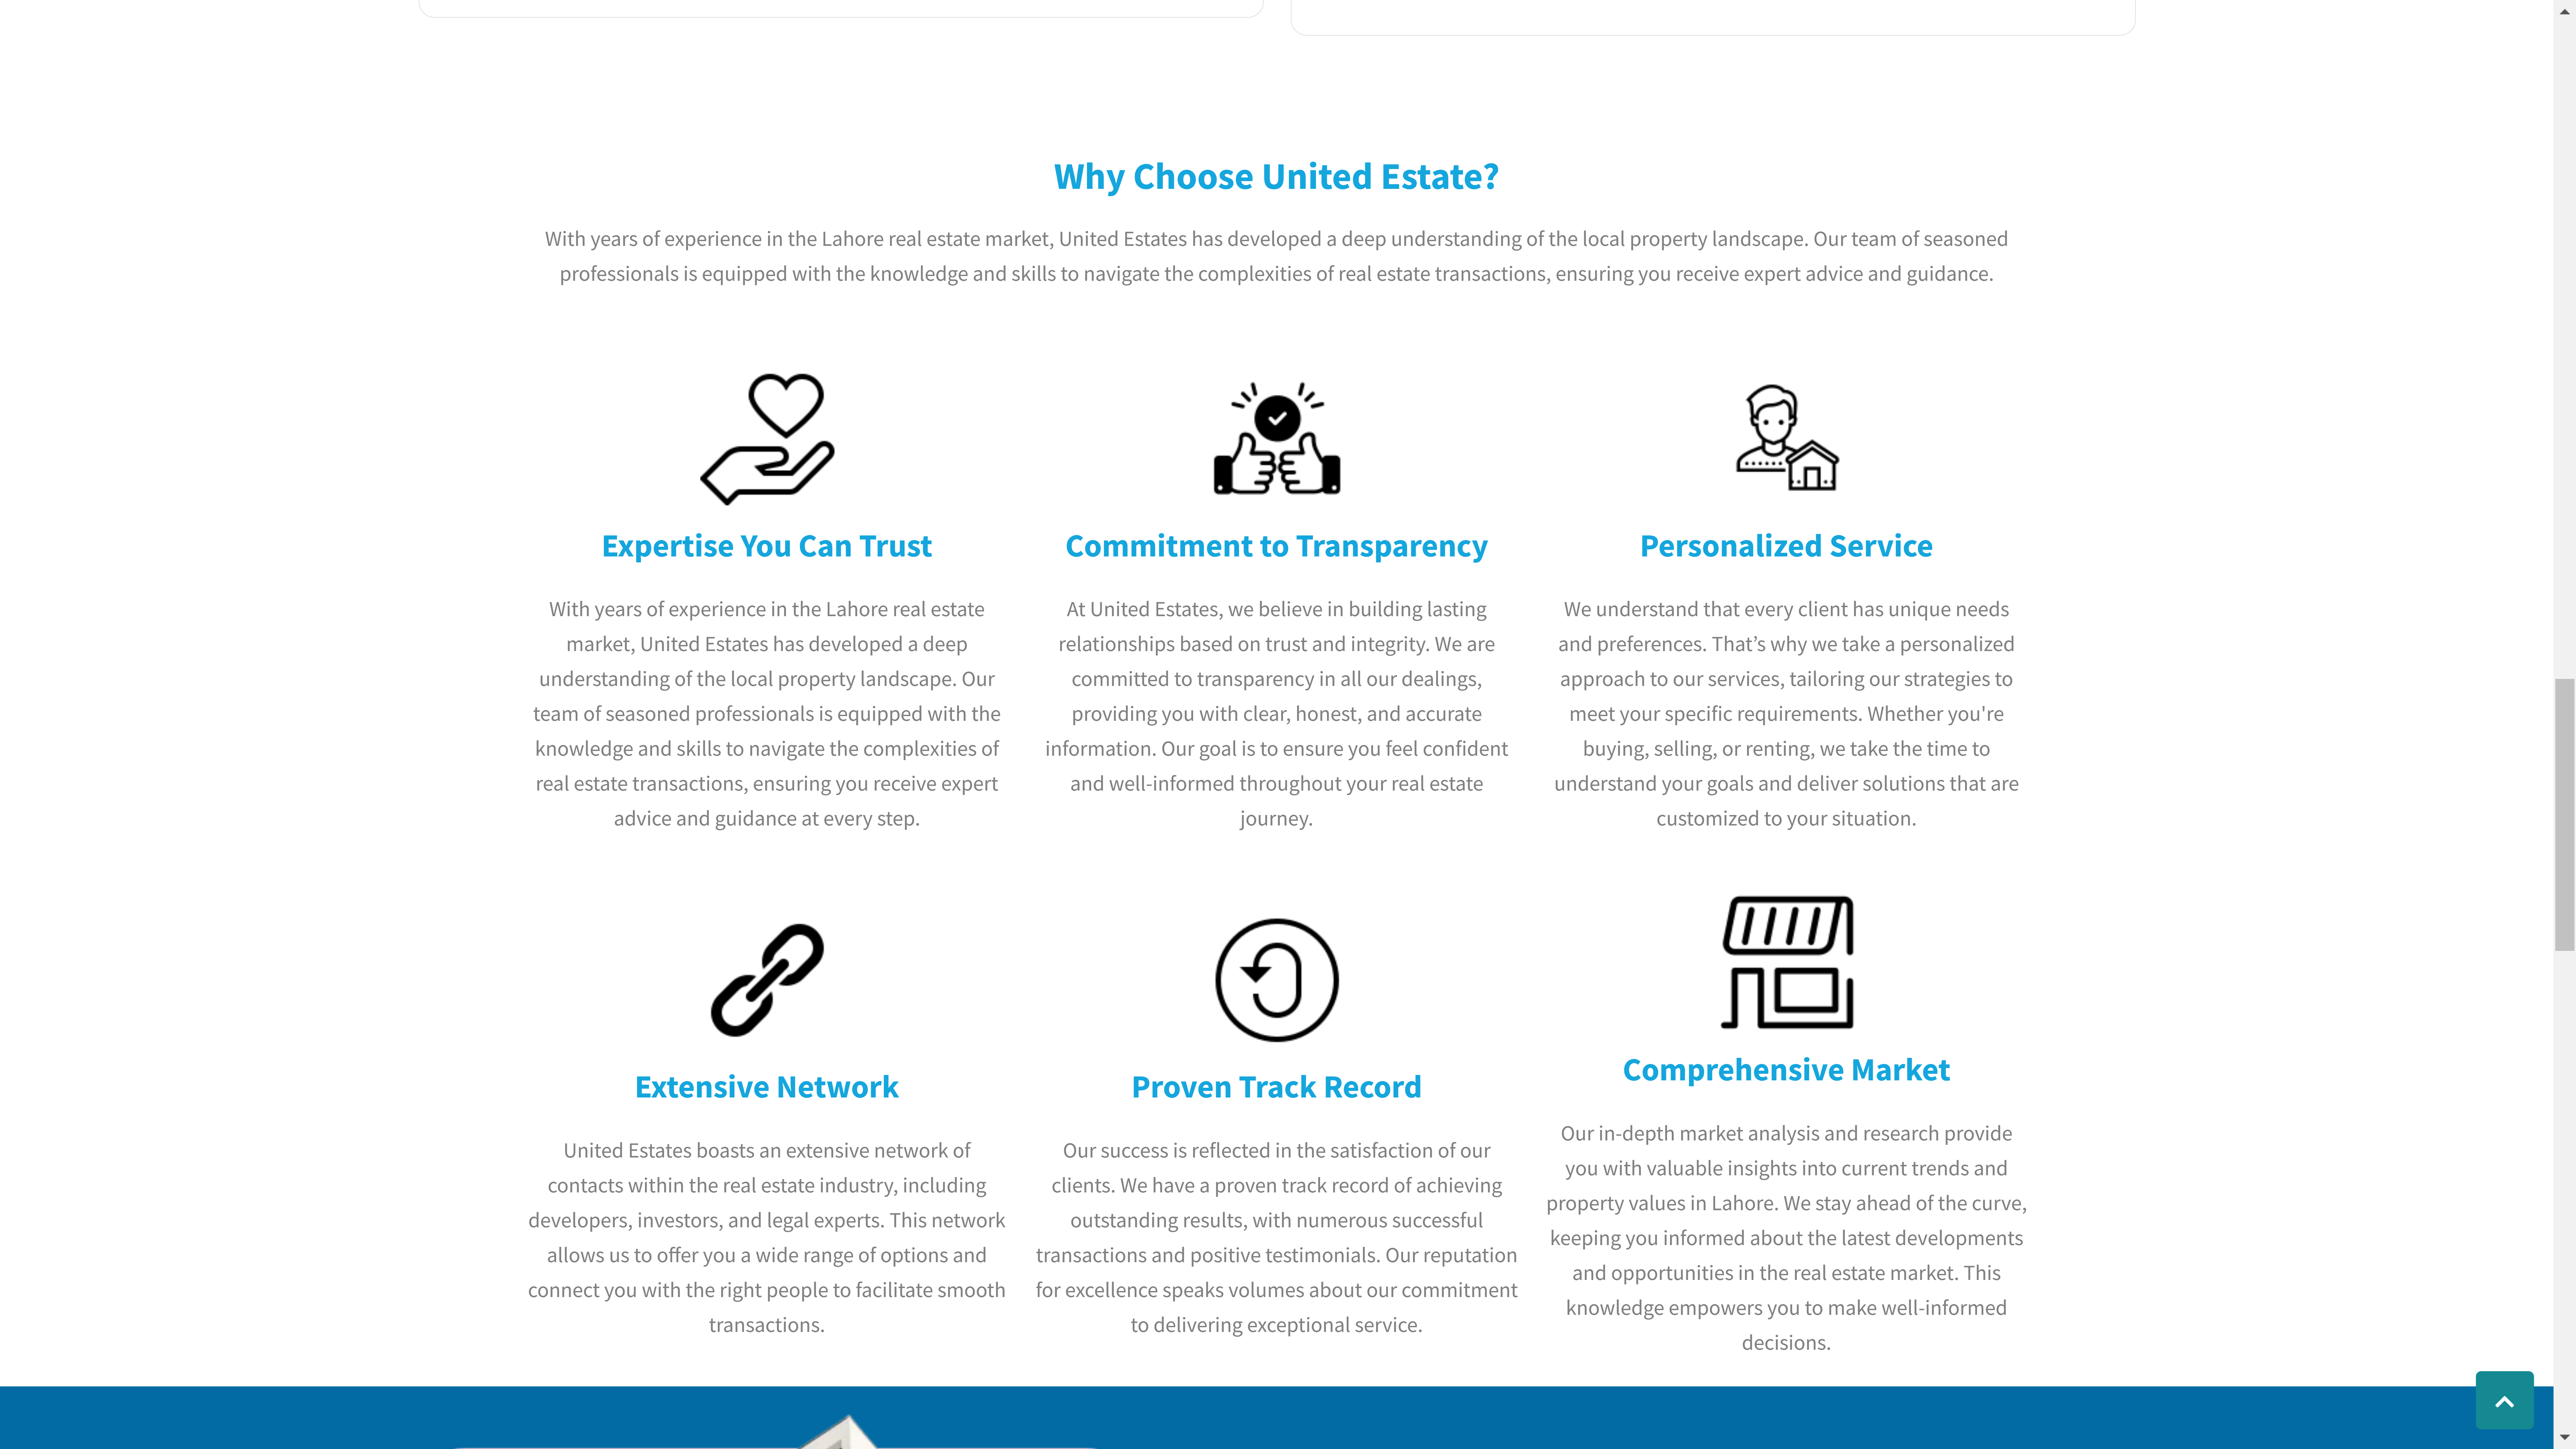 Why Choose United Estate?
With years of experience in the Lahore real estate market, United Estates has developed a deep understanding of the local property landscape. Our team of seasoned
professionals is equipped with the knowledge and skills to navigate the complexities of real estate transactions, ensuring you receive expert advice and guidance.
Expertise You Can Trust
With years of experience in the Lahore real estate
market, United Estates has developed a deep
understanding of the local property landscape. Our
team of seasoned professionals is equipped with the
knowledge and skills to navigate the complexities of
real estate transactions, ensuring you receive expert
advice and guidance at every step.
Commitment to Transparency
At United Estates, we believe in building lasting
relationships based on trust and integrity. We are
committed to transparency in all our dealings,
providing you with clear, honest, and accurate
information. Our goal is to ensure you feel confident
and well-informed throughout your real estate
journey.
Personalized Service
We understand that every client has unique needs
and preferences. That’s why we take a personalized
approach to our services, tailoring our strategies to
meet your specific requirements. Whether you're
buying, selling, or renting, we take the time to
understand your goals and deliver solutions that are
customized to your situation.
Extensive Network
United Estates boasts an extensive network of
contacts within the real estate industry, including
developers, investors, and legal experts. This network
allows us to offer you a wide range of options and
connect you with the right people to facilitate smooth
transactions.
Proven Track Record
Our success is reflected in the satisfaction of our
clients. We have a proven track record of achieving
outstanding results, with numerous successful
transactions and positive testimonials. Our reputation
for excellence speaks volumes about our commitment
to delivering exceptional service.
Comprehensive Market
Our in-depth market analysis and research provide
you with valuable insights into current trends and
property values in Lahore. We stay ahead of the curve,
keeping you informed about the latest developments
and opportunities in the real estate market. This
knowledge empowers you to make well-informed
decisions.